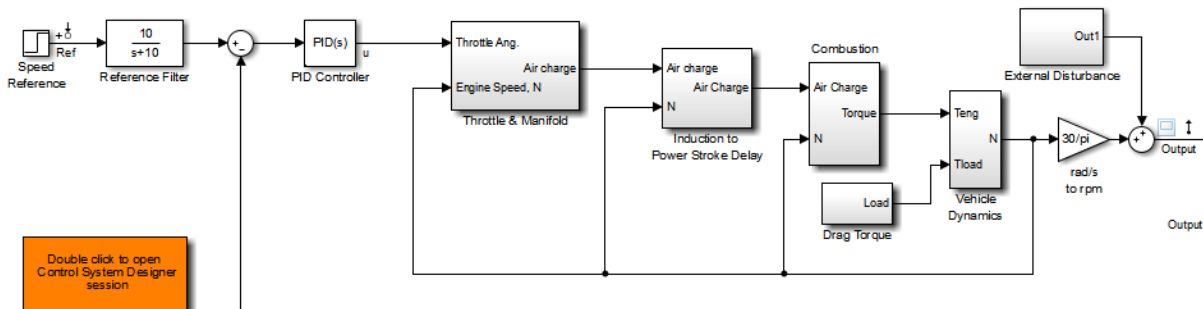 Ref
Speed
Reference
10
s+10
Reference Filter
+
-
PID(s)
u
PID Controller
Throttle Ang.
Air charge
Engine Speed, N
Throttle & Manifold
Air charge
Air Charge
N
Induction to
Power Stroke Delay
Combustion
Air Charge
Torque
N
Load
Drag Torque
Teng
N
Tload
Vehicle
Dynamics
30/pi
rad/s
to rpm
Out1
External Disturbance
+
+
Output
Output
Double click to open
Control System Designer
session